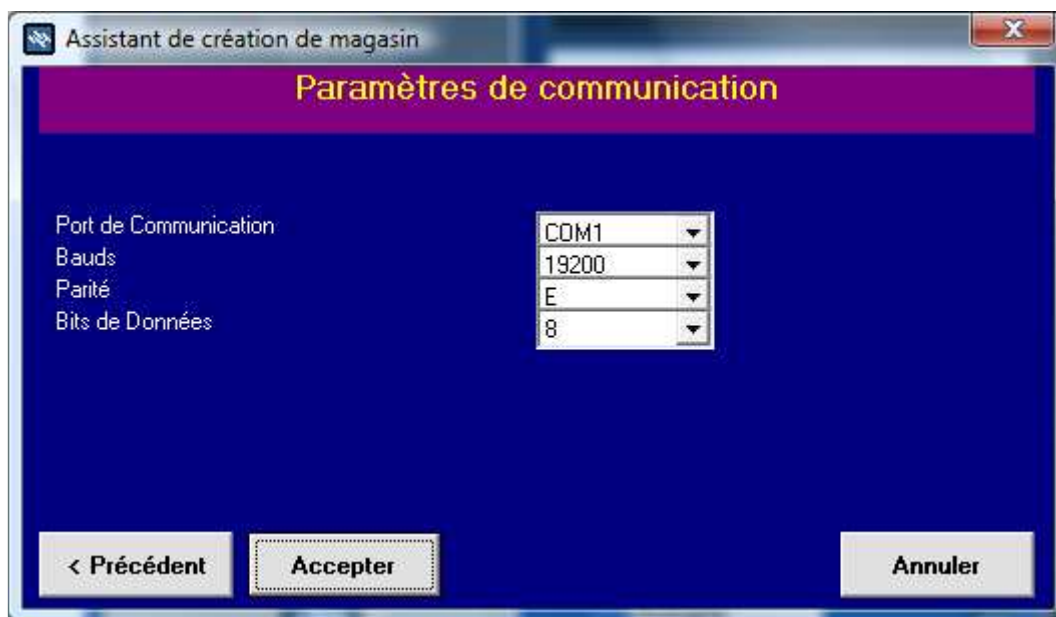 Assistant de création de magasin
Paramètres de communication
Port de Communication COM1
Bauds 19200
Parité E
Bits de Données 8
< Précédent Accepter Annuler